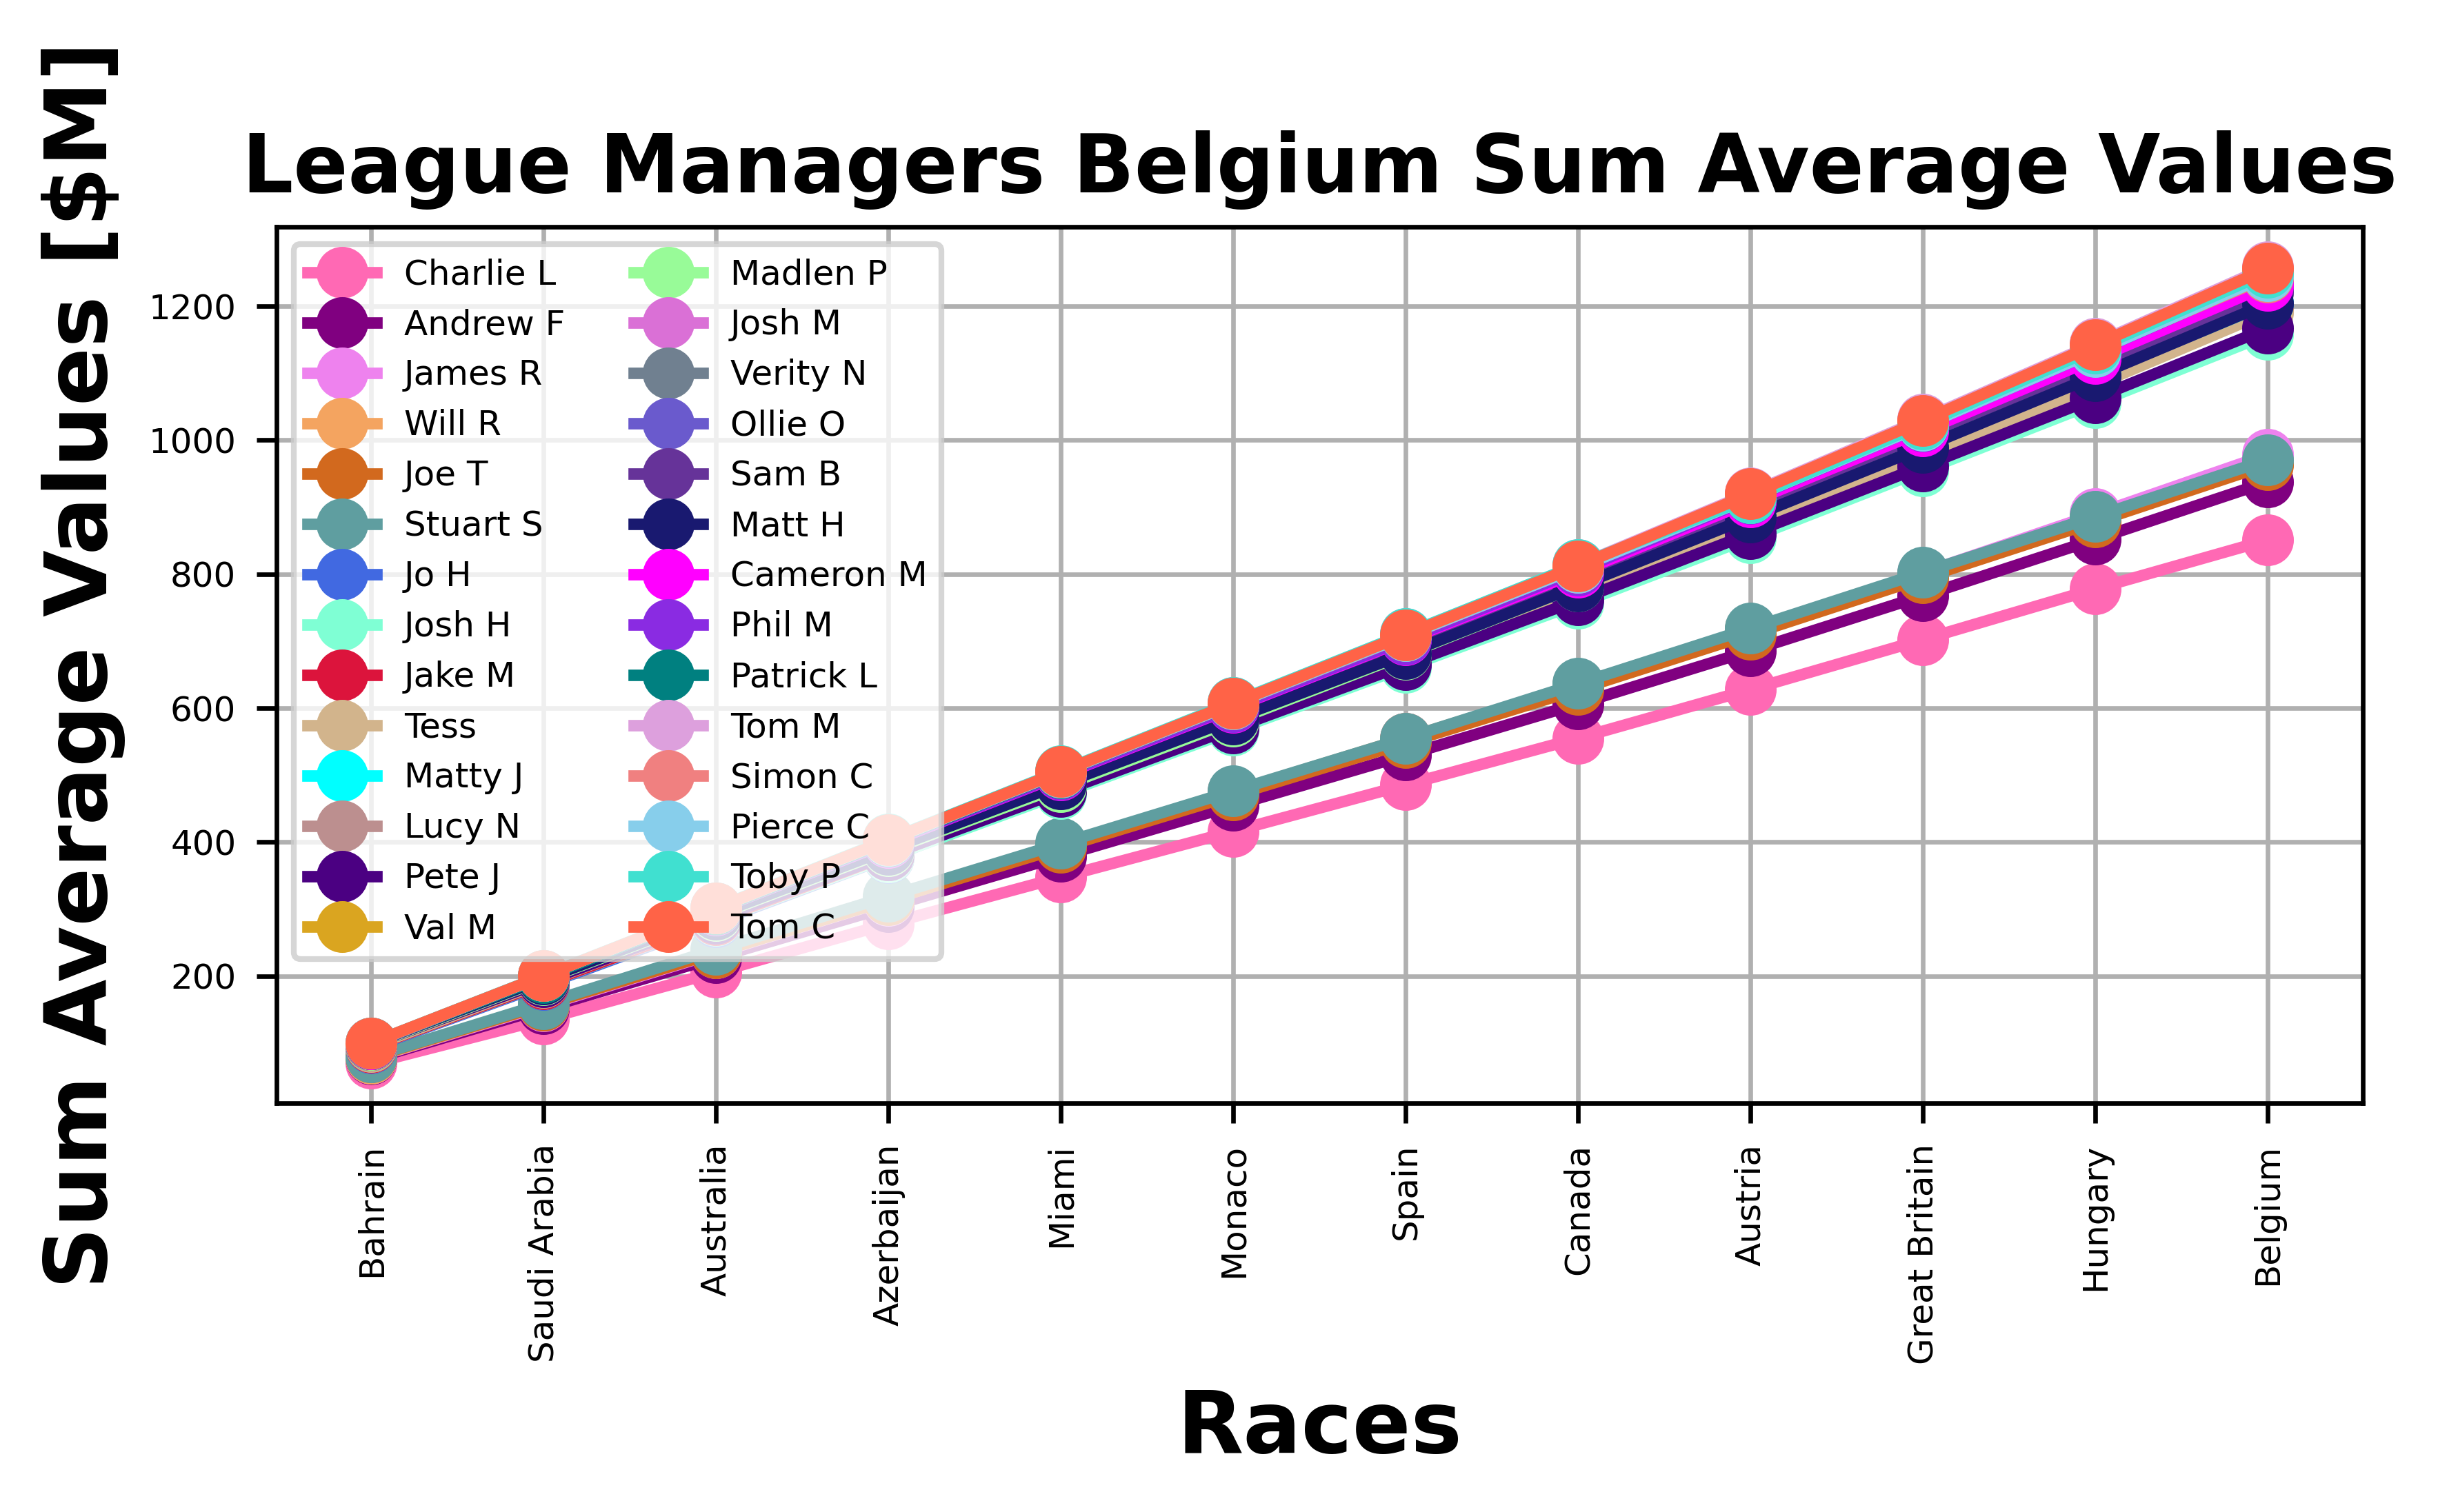 League Managers Belgium Sum Average Values
Sum Average Values [$M]
1200
1000
800
600
400
200
Charlie L
Andrew F
James R
Will R
Joe T
Stuart S
Jo H
Josh H
Jake M
Tess
Matty J
Lucy N
Pete J
Val M
Madlen P
Josh M
Verity N
Ollie O
Sam B
Matt H
Cameron M
Phil M
Patrick L
Tom M
Simon C
Pierce C
Toby P
Tom C
Bahrain
Saudi Arabia
Australia
Azerbaijan
Miami
Monaco
Spain
Canada
Austria
Great Britain
Hungary
Belgium
Races